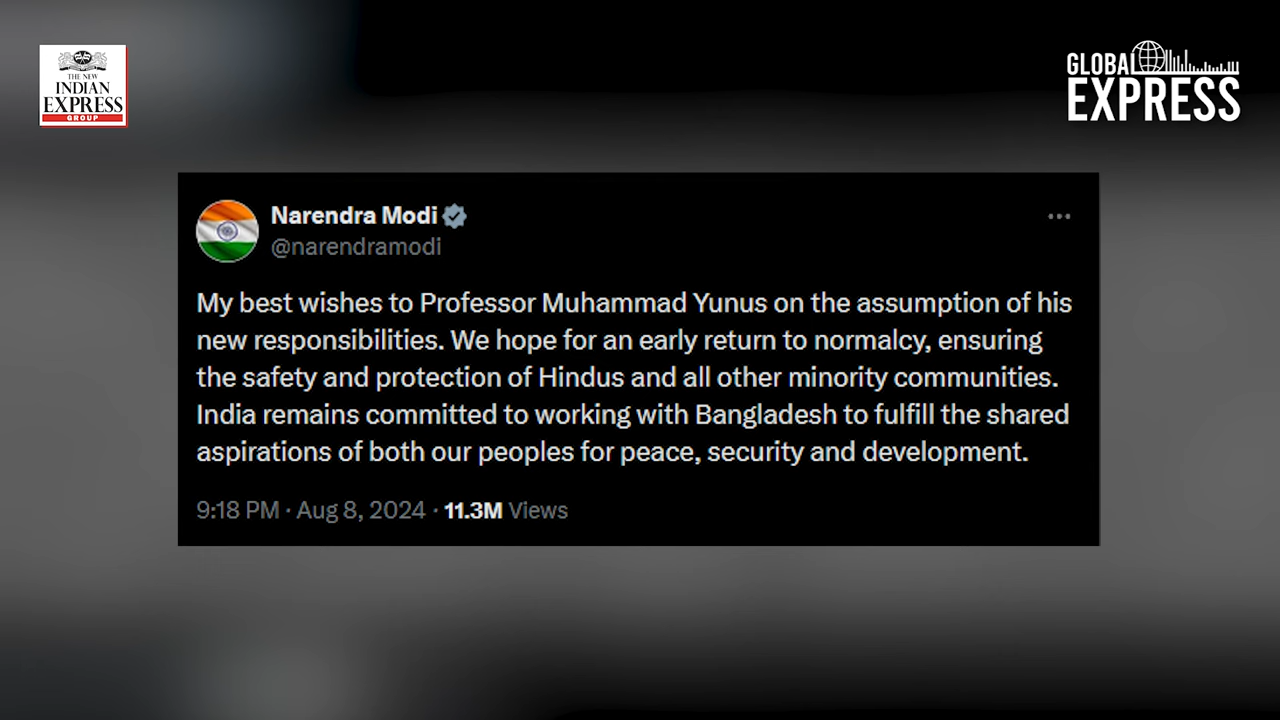 THE NEW
INDIAN
EXPRESS
GROUP
GLOBAL
EXPRESS
Narendra Modi
@narendramodi
My best wishes to Professor Muhammad Yunus on the assumption of his
new responsibilities. We hope for an early return to normalcy, ensuring
the safety and protection of Hindus and all other minority communities.
India remains committed to working with Bangladesh to fulfill the shared
aspirations of both our peoples for peace, security and development.
9:18 PM · Aug 8, 2024 · 11.3M Views